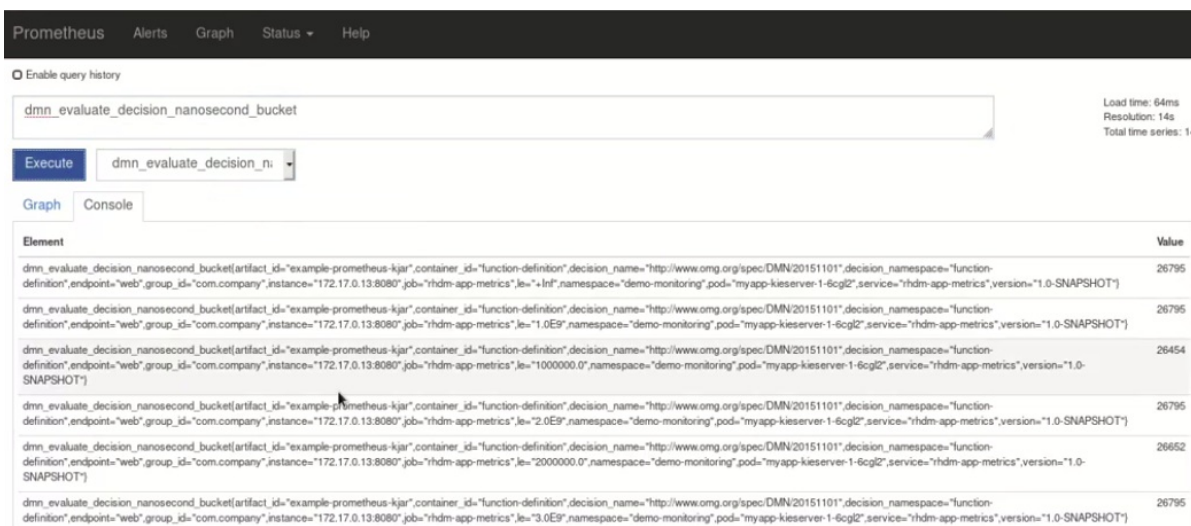 Prometheus Alerts Graph Status Help
Enable query history
dmn_evaluate_decision_nanosecond_bucket
Load time: 64ms
Resolution: 14s
Total time series:
Execute dmn_evaluate_decision_n
Graph Console
Element Value
dmn_evaluate_decision_nanosecond_bucket{artifact_id="example-prometheus-kjar",container_id="function-definition",decision_name="http://www.omg.org/spec/DMN/20151101",decision_namespace="function- 26795
definition",endpoint="web",group_id="com.company",instance="172.17.0.13:8080",job="rhdm-app-metrics",le="+Inf",namespace="demo-monitoring",pod="myapp-kieserver-1-6cgl2",service="rhdm-app-metrics",version="1.0-SNAPSHOT"}
dmn_evaluate_decision_nanosecond_bucket{artifact_id="example-prometheus-kjar",container_id="function-definition",decision_name="http://www.omg.org/spec/DMN/20151101",decision_namespace="function- 26795
definition",endpoint="web",group_id="com.company",instance="172.17.0.13:8080",job="rhdm-app-metrics",le="1.0E9",namespace="demo-monitoring",pod="myapp-kieserver-1-6cgl2",service="rhdm-app-metrics",version="1.0-SNAPSHOT"}
dmn_evaluate_decision_nanosecond_bucket{artifact_id="example-prometheus-kjar",container_id="function-definition",decision_name="http://www.omg.org/spec/DMN/20151101",decision_namespace="function- 26454
definition",endpoint="web",group_id="com.company",instance="172.17.0.13:8080",job="rhdm-app-metrics",le="1000000.0",namespace="demo-monitoring",pod="myapp-kieserver-1-6cgl2",service="rhdm-app-metrics",version="1.0-
SNAPSHOT"}
dmn_evaluate_decision_nanosecond_bucket{artifact_id="example-prometheus-kjar",container_id="function-definition",decision_name="http://www.omg.org/spec/DMN/20151101",decision_namespace="function- 26795
definition",endpoint="web",group_id="com.company",instance="172.17.0.13:8080",job="rhdm-app-metrics",le="2.0E9",namespace="demo-monitoring",pod="myapp-kieserver-1-6cgl2",service="rhdm-app-metrics",version="1.0-SNAPSHOT"}
dmn_evaluate_decision_nanosecond_bucket{artifact_id="example-prometheus-kjar",container_id="function-definition",decision_name="http://www.omg.org/spec/DMN/20151101",decision_namespace="function- 26652
definition",endpoint="web",group_id="com.company",instance="172.17.0.13:8080",job="rhdm-app-metrics",le="2000000.0",namespace="demo-monitoring",pod="myapp-kieserver-1-6cgl2",service="rhdm-app-metrics",version="1.0-
SNAPSHOT"}
dmn_evaluate_decision_nanosecond_bucket{artifact_id="example-prometheus-kjar",container_id="function-definition",decision_name="http://www.omg.org/spec/DMN/20151101",decision_namespace="function- 26795
definition",endpoint="web",group_id="com.company",instance="172.17.0.13:8080",job="rhdm-app-metrics",le="3.0E9",namespace="demo-monitoring",pod="myapp-kieserver-1-6cgl2",service="rhdm-app-metrics",version="1.0-SNAPSHOT"}